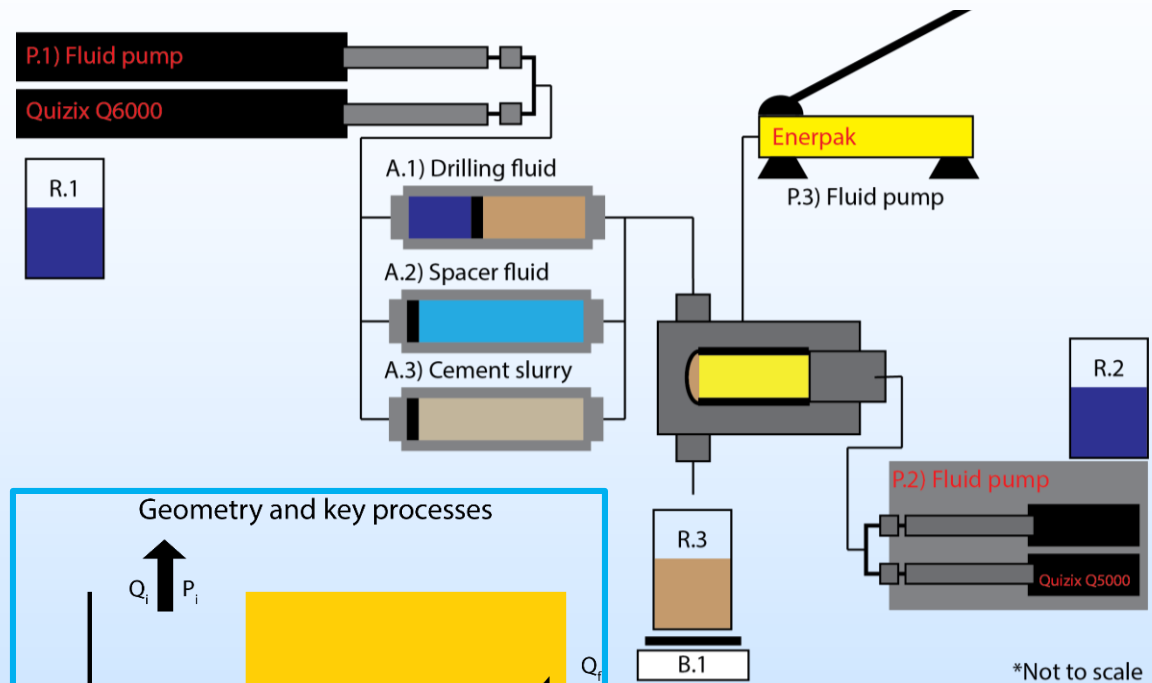 P.1) Fluid pump
Quizix Q6000
R.1
A.1) Drilling fluid
A.2) Spacer fluid
A.3) Cement slurry
Enerpak
P.3) Fluid pump
R.2
P.2) Fluid pump
Quizix Q5000
R.3
B.1
*Not to scale
Geometry and key processes
Qi Pi
Qf